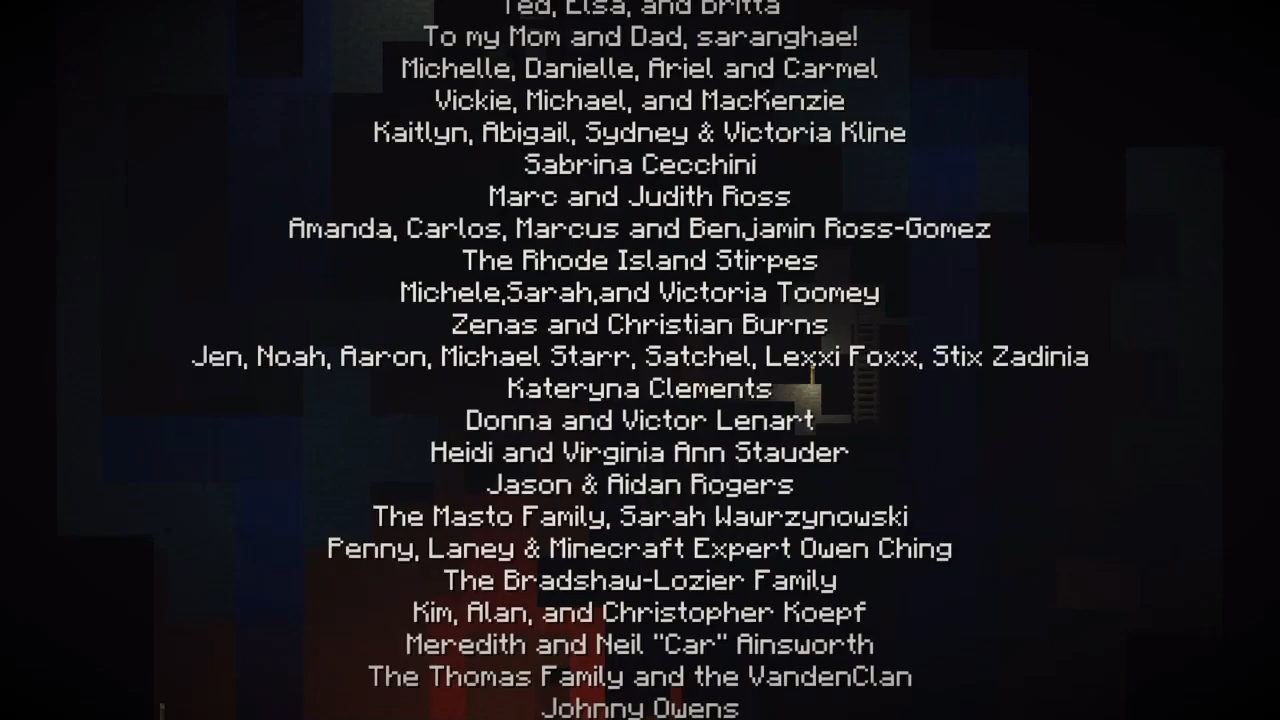 Ted, Elsa, and Britta
To my Mom and Dad, saranghae!
Michelle, Danielle, Ariel and Carmel
Vickie, Michael, and MacKenzie
Kaitlyn, Abigail, Sydney & Victoria Kline
Sabrina Cecchini
Marc and Judith Ross
Amanda, Carlos, Marcus and Benjamin Ross-Gomez
The Rhode Island Stirpes
Michele,Sarah,and Victoria Toomey
Zenas and Christian Burns
Jen, Noah, Aaron, Michael Starr, Satchel, Lexxi Foxx, Stix Zadinia
Kateryna Clements
Donna and Victor Lenart
Heidi and Virginia Ann Stauder
Jason & Aidan Rogers
The Masto Family, Sarah Wawrzynowski
Penny, Laney & Minecraft Expert Owen Ching
The Bradshaw-Lozier Family
Kim, Alan, and Christopher Koepf
Meredith and Neil "Car" Ainsworth
The Thomas Family and the VandenClan
Johnny Owens